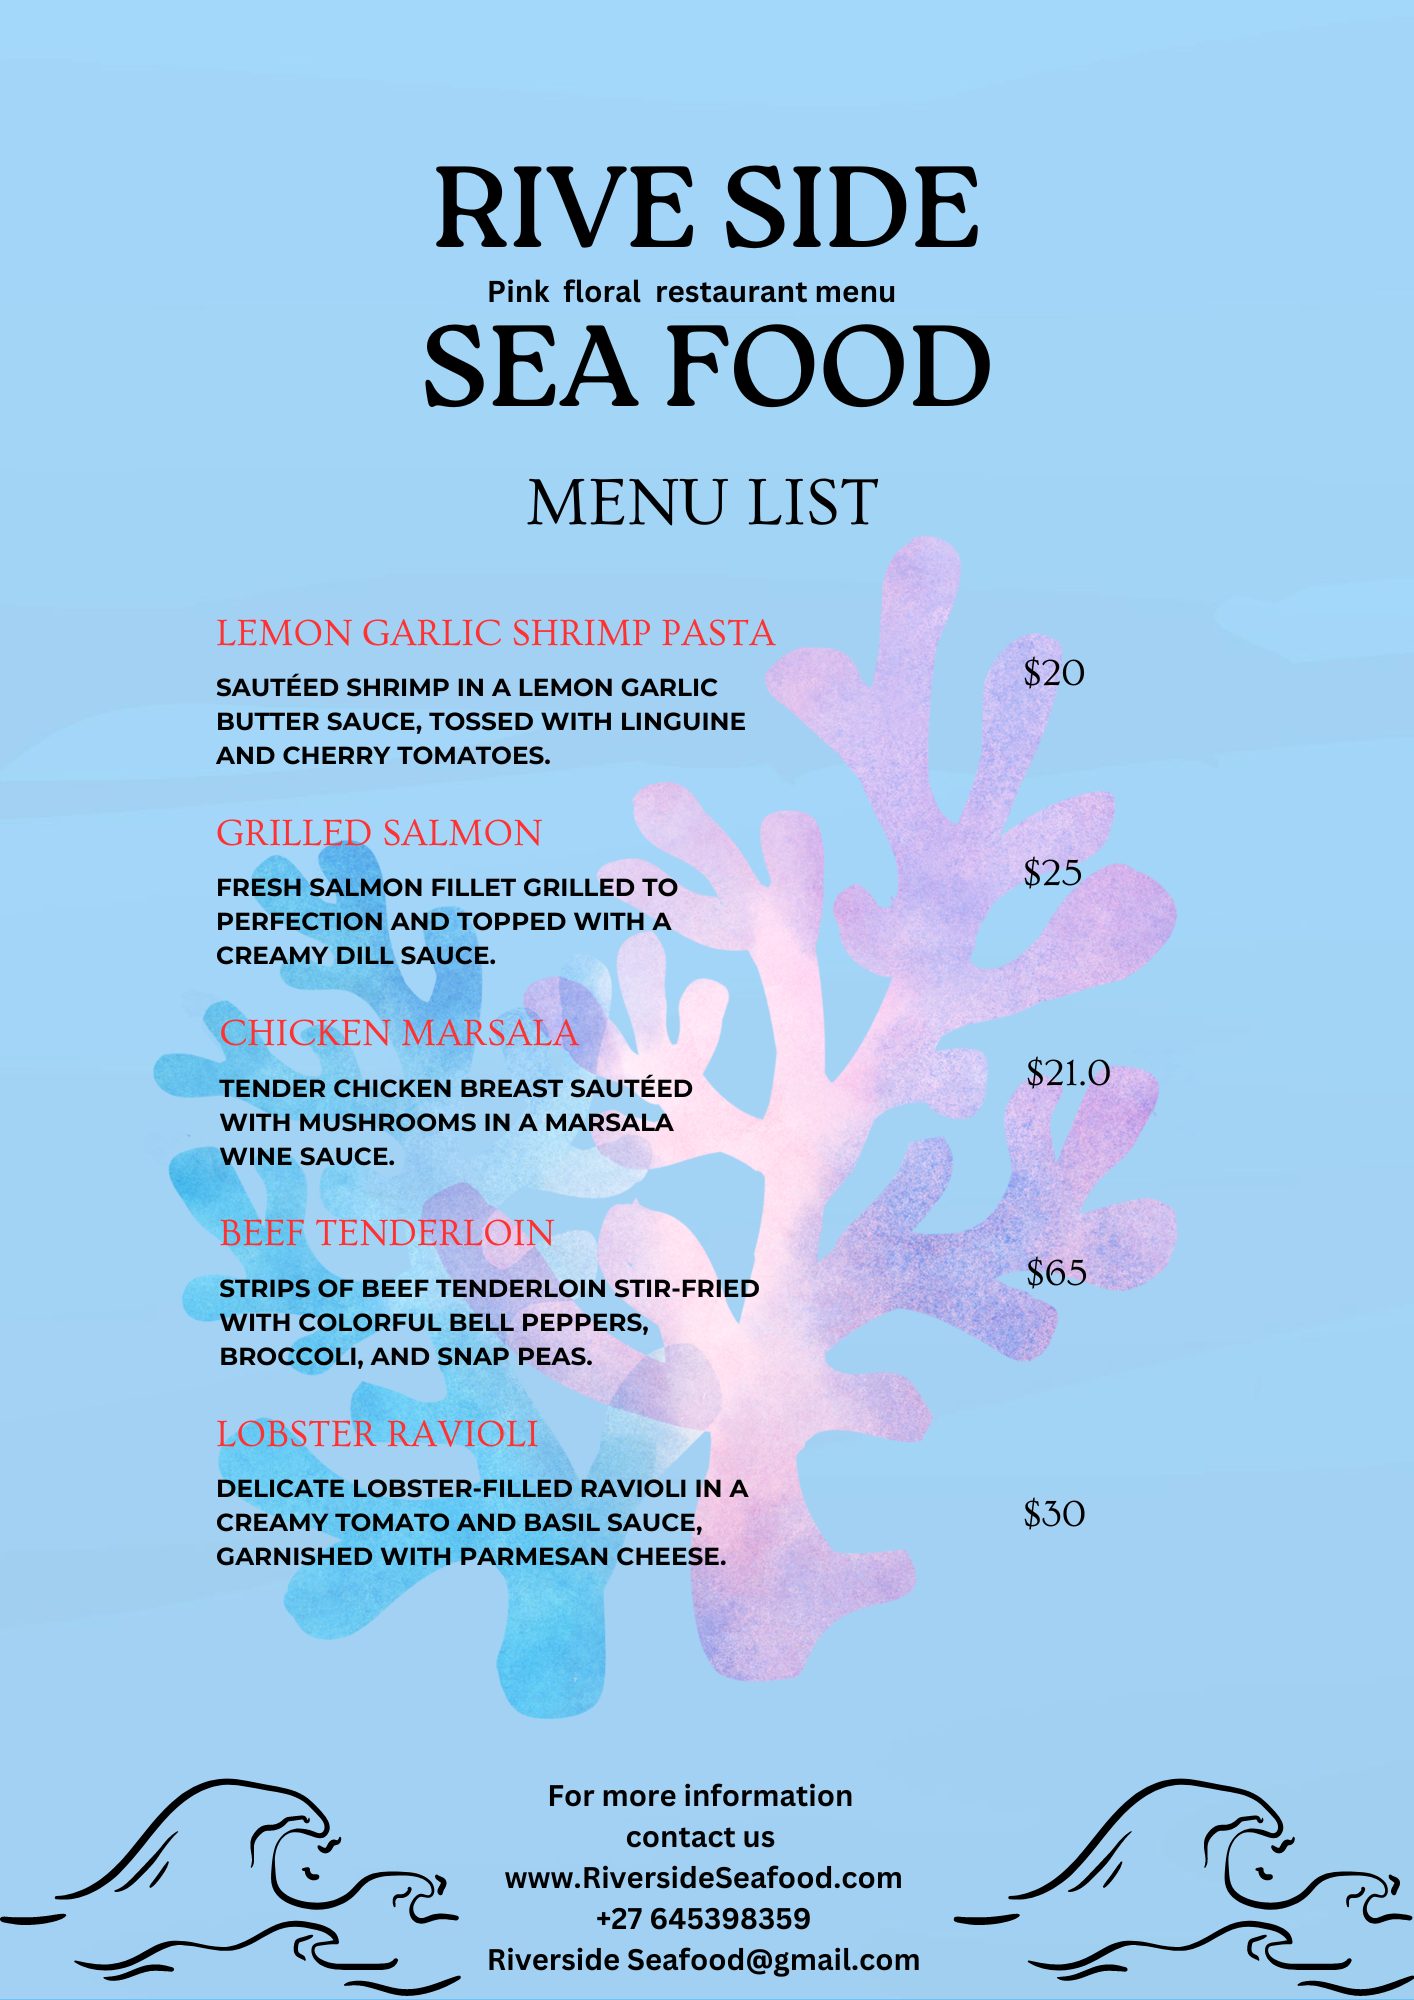 RIVE SIDE
Pink floral restaurant menu
SEA FOOD
MENU LIST
LEMON GARLIC SHRIMP PASTA
$20
SAUTÉED SHRIMP IN A LEMON GARLIC
BUTTER SAUCE, TOSSED WITH LINGUINE
AND CHERRY TOMATOES.
GRILLED SALMON
$25
FRESH SALMON FILLET GRILLED TO
PERFECTION AND TOPPED WITH A
CREAMY DILL SAUCE.
CHICKEN MARSALA
$21.0
TENDER CHICKEN BREAST SAUTÉED
WITH MUSHROOMS IN A MARSALA
WINE SAUCE.
BEEF TENDERLOIN
$65
STRIPS OF BEEF TENDERLOIN STIR-FRIED
WITH COLORFUL BELL PEPPERS,
BROCCOLI, AND SNAP PEAS.
LOBSTER RAVIOLI
DELICATE LOBSTER-FILLED RAVIOLI IN A
$30
CREAMY TOMATO AND BASIL SAUCE,
GARNISHED WITH PARMESAN CHEESE.
For more information
contact us
www.RiversideSeafood.com
+27 645398359
Riverside Seafood@gmail.com